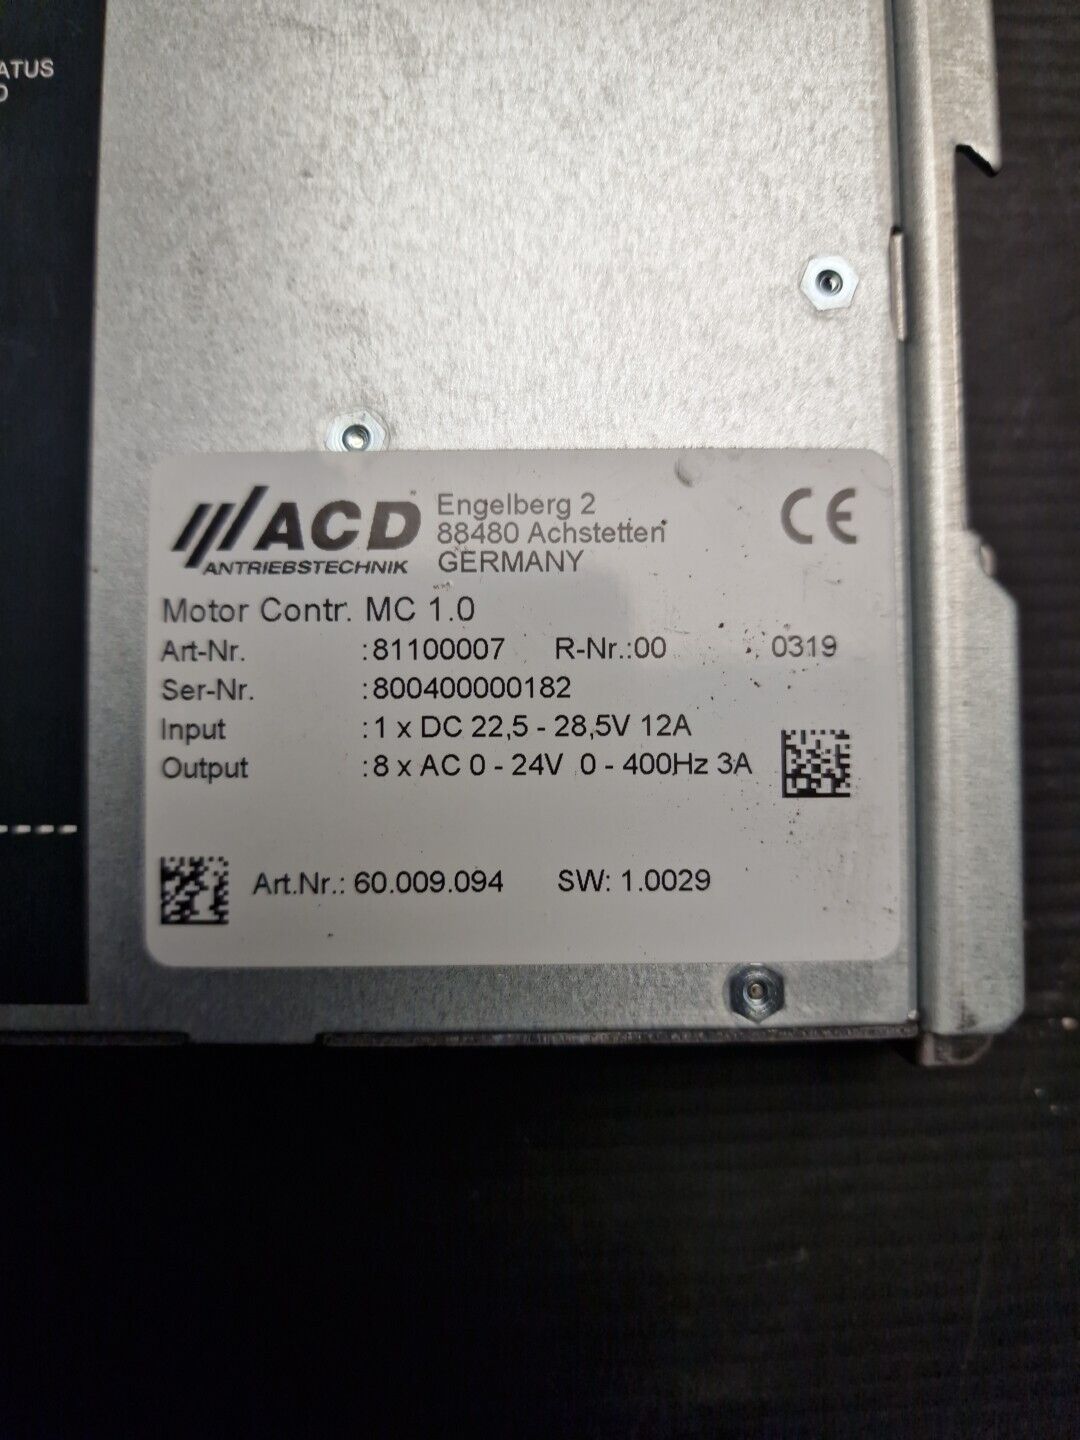 ATUS
D
ACD
ANTRIEBSTECHNIK
Engelberg 2
88480 Achstetten
GERMANY
CE
Motor Contr. MC 1.0
Art-Nr. :81100007 R-Nr.:00 0319
Ser-Nr. :800400000182
Input :1 x DC 22,5 - 28,5V 12A
Output :8 x AC 0 - 24V 0 - 400Hz 3A
Art.Nr.: 60.009.094 SW: 1.0029